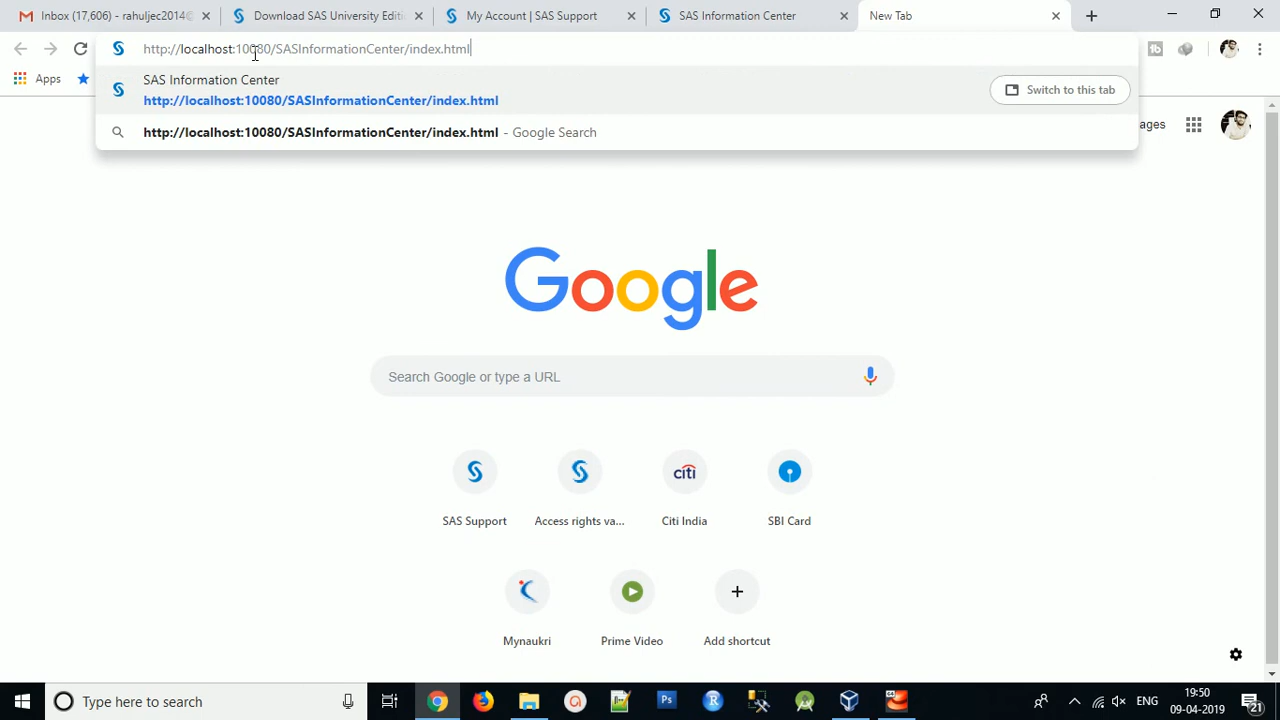 Inbox (17,606) - rahuljec2014@
Download SAS University Editi
My Account | SAS Support
SAS Information Center
New Tab
http://localhost:10080/SASInformationCenter/index.html
Apps
SAS Information Center
http://localhost:10080/SASInformationCenter/index.html
Switch to this tab
http://localhost:10080/SASInformationCenter/index.html - Google Search
ages
Google
Search Google or type a URL
SAS Support
Access rights va...
Citi India
SBI Card
Mynaukri
Prime Video
Add shortcut
Type here to search
ENG
19:50
09-04-2019
21